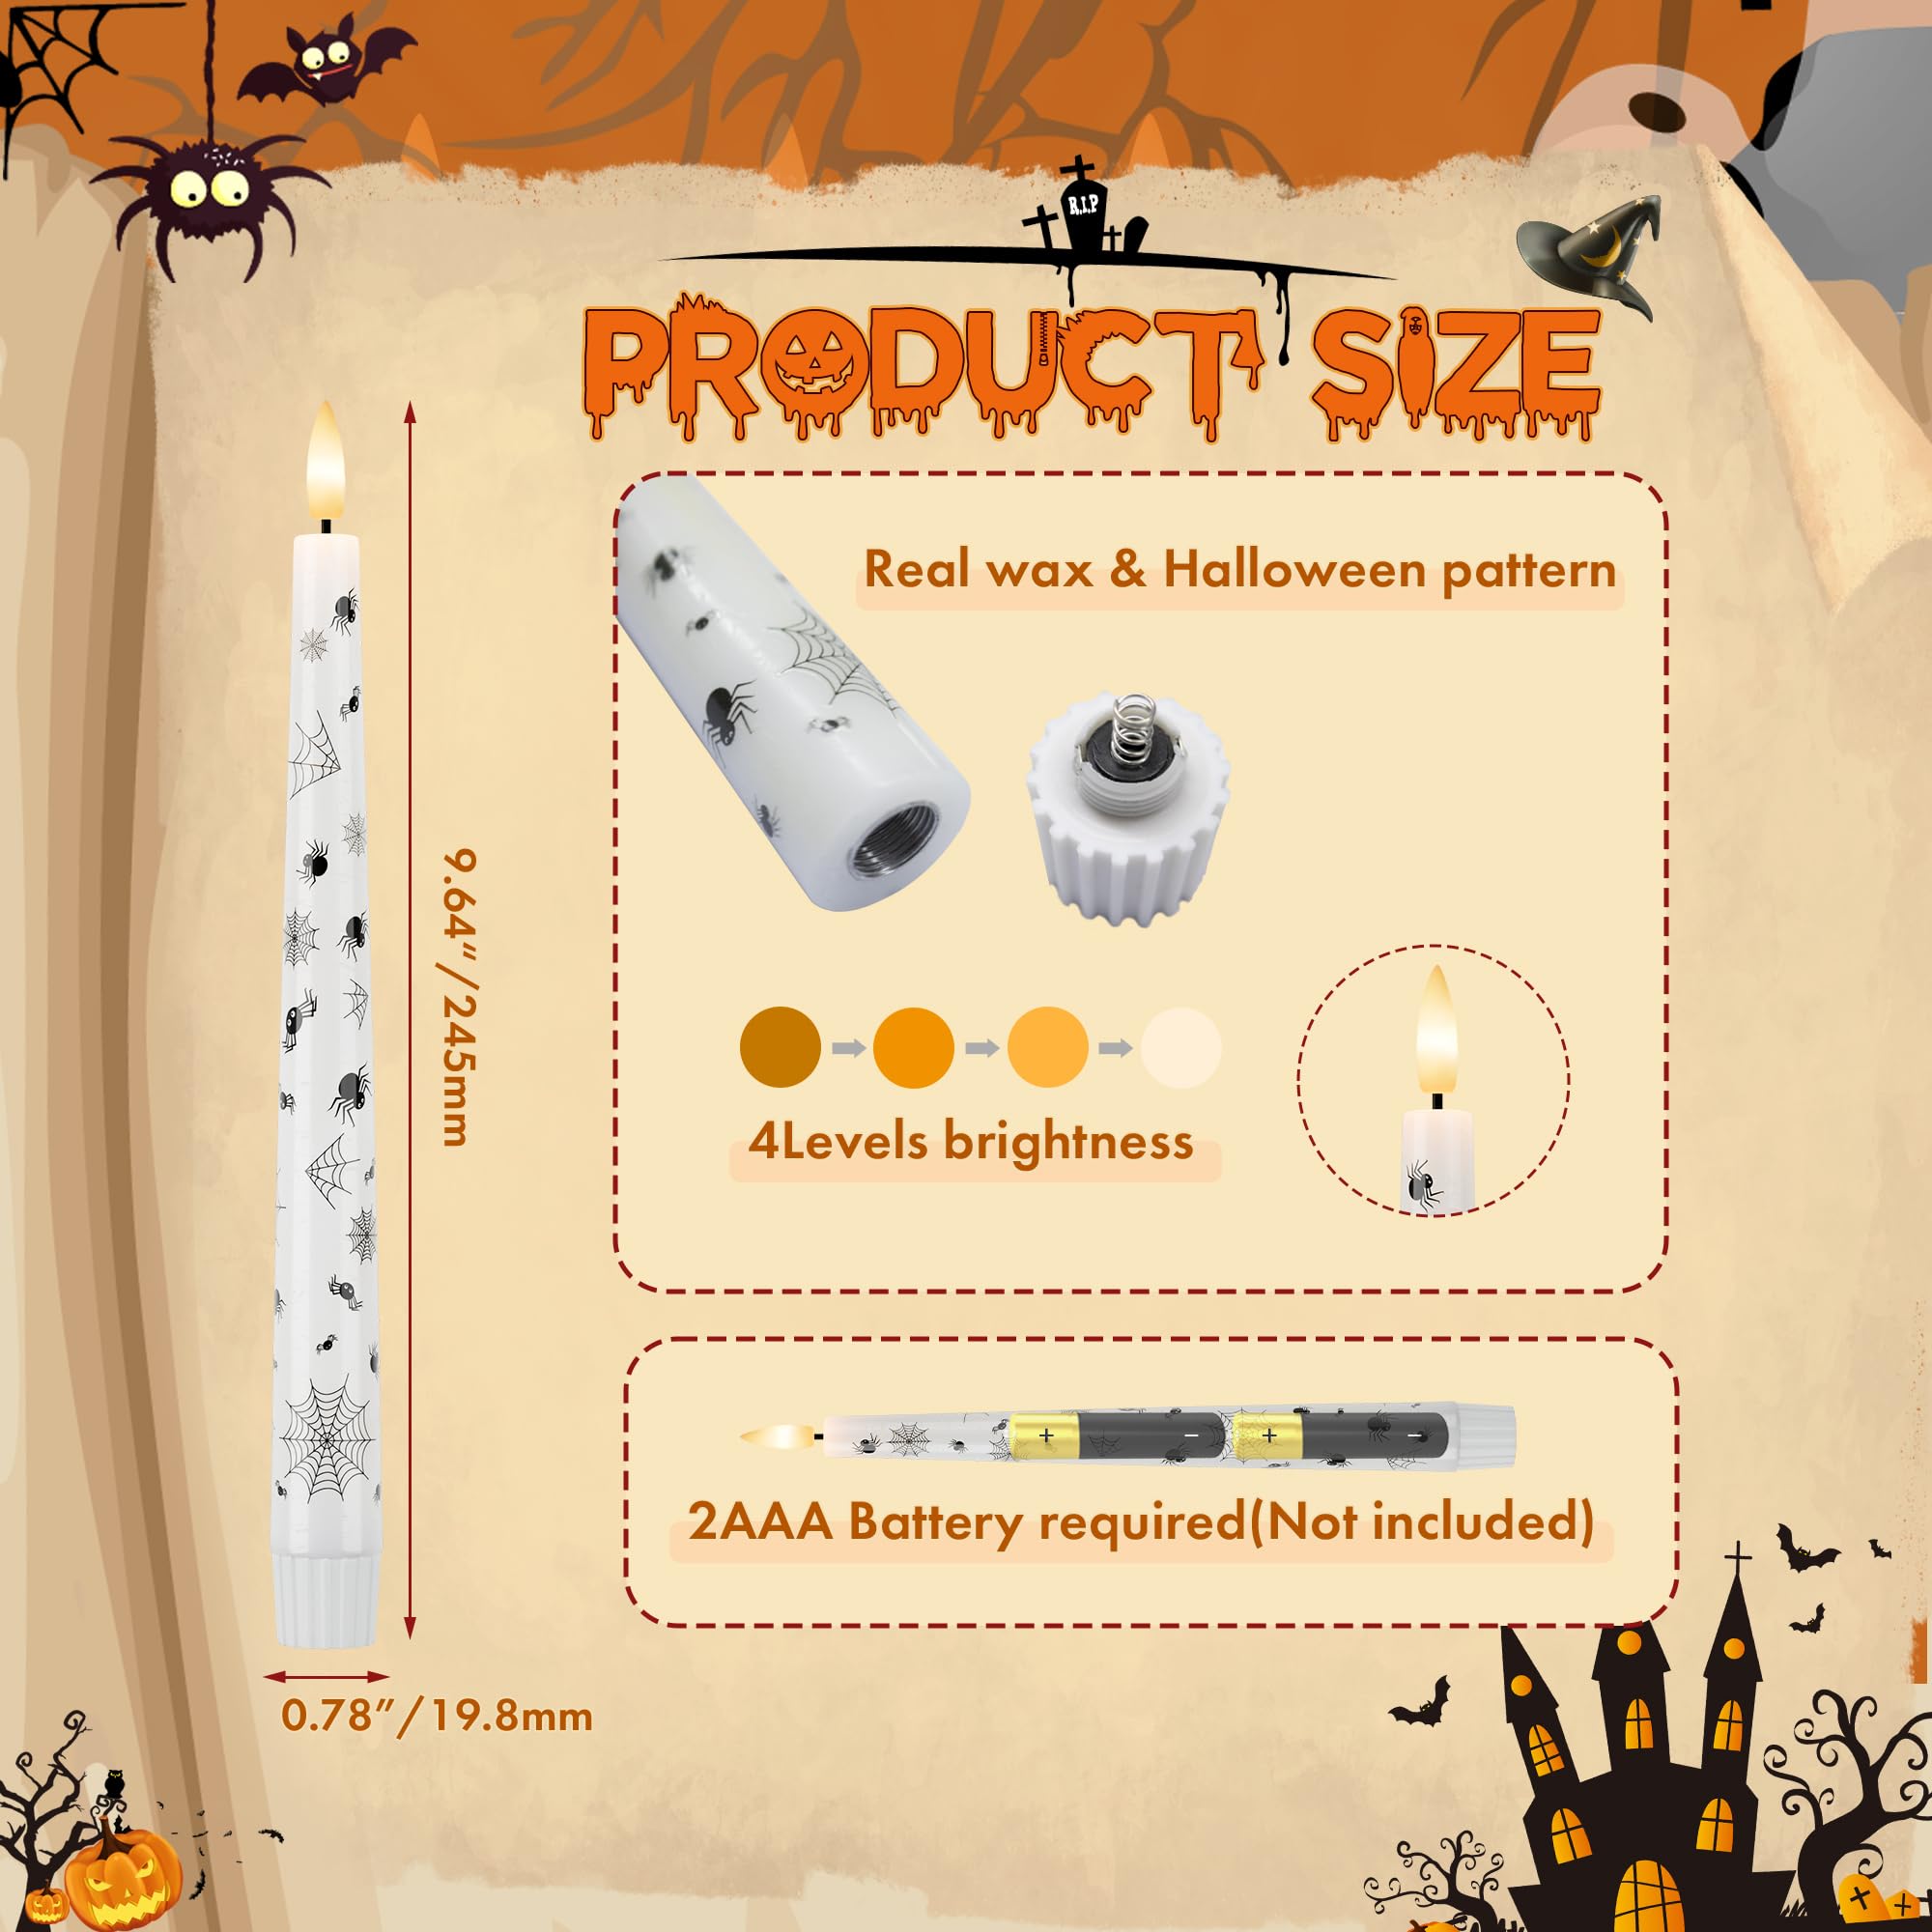 R.I.P
PRODUCT SIZE
Real wax & Halloween pattern
9.64"/245mm
4Levels brightness
+ - + -
2AAA Battery required(Not included)
0.78"/19.8mm